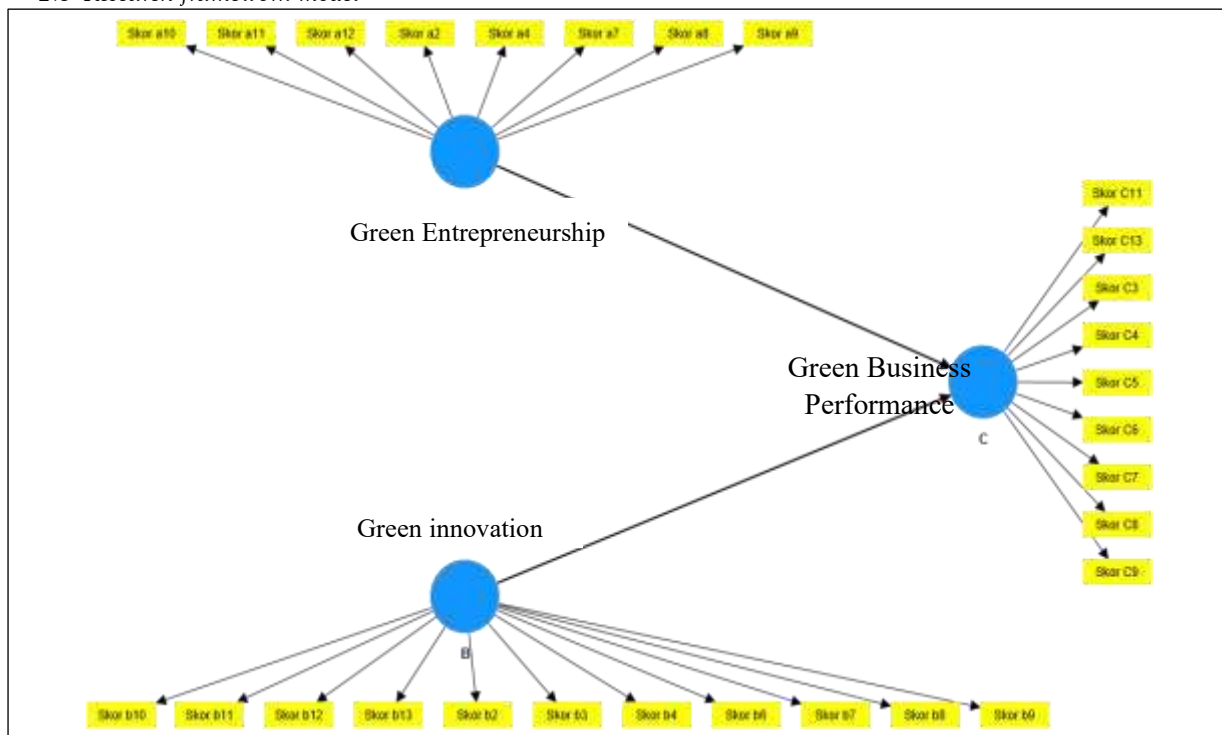 Skor a10 Skor a11 Skor a12 Skor a2 Skor a4 Skor a7 Skor a8 Skor a9
Green Entrepreneurship
Skor C11
Skor C13
Skor C3
Skor C4
Skor C5
Skor C6
Skor C7
Skor C8
Skor C9
Green Business
Performance
C
Green innovation
B
Skor b10 Skor b11 Skor b12 Skor b13 Skor b2 Skor b3 Skor b4 Skor b6 Skor b7 Skor b8 Skor b9